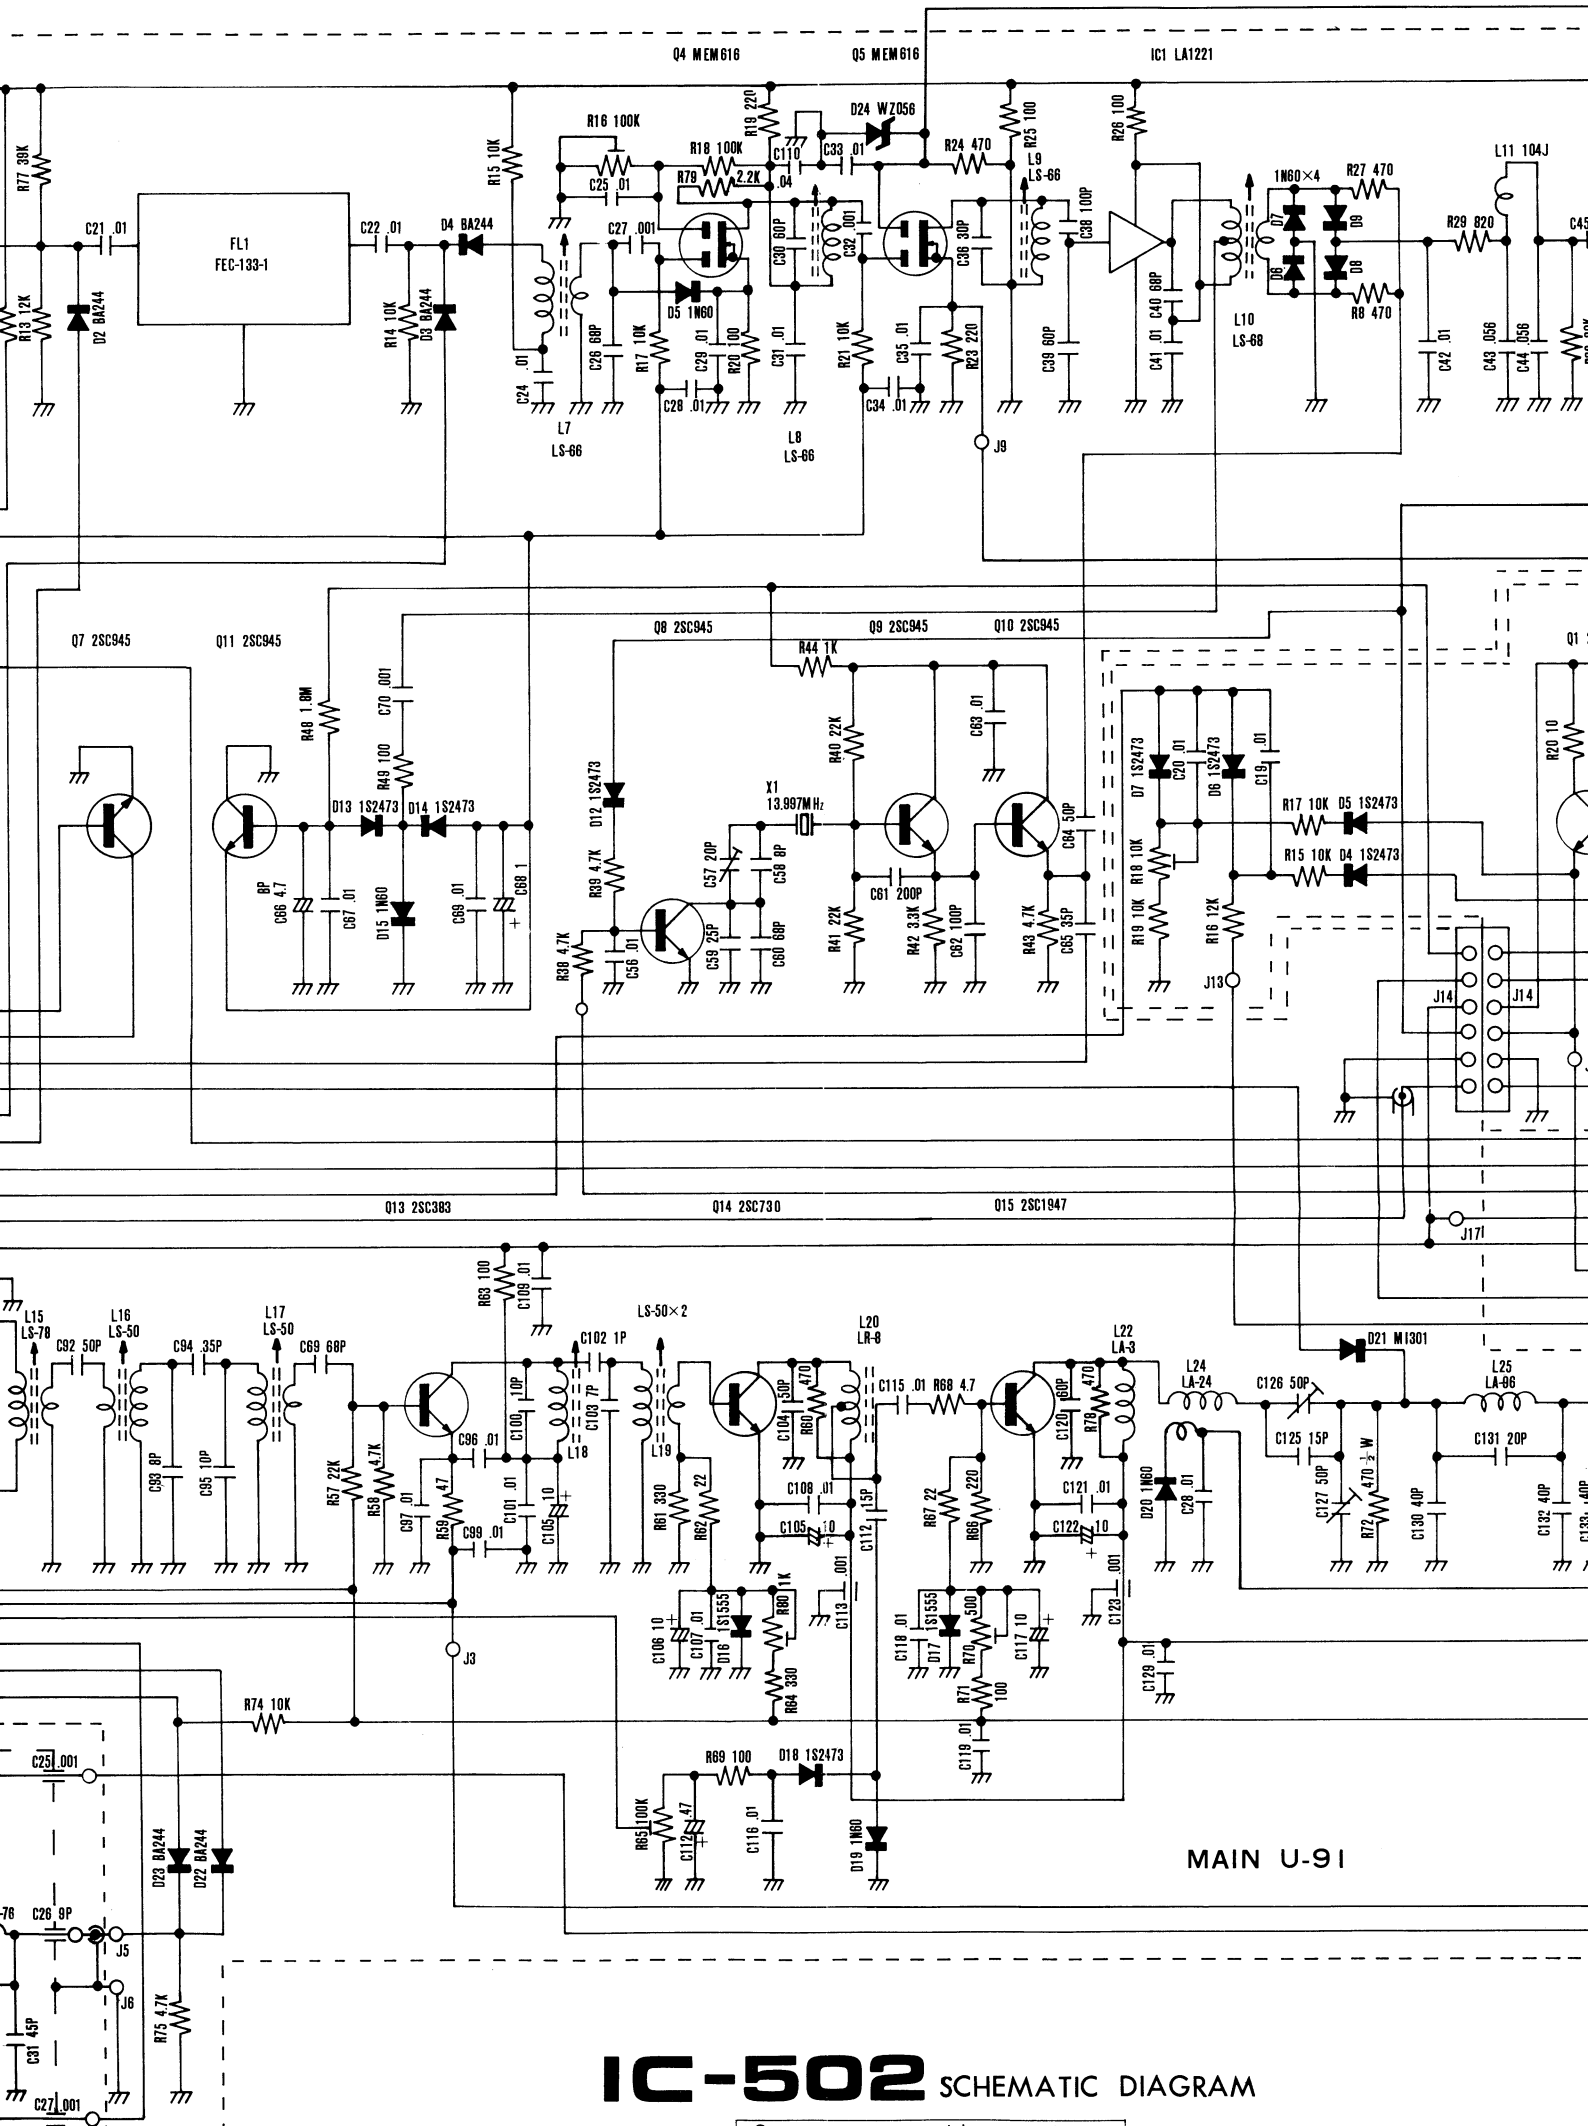 Q4 MEM616
Q5 MEM616
IC1 LA1221
R77 39K
R15 10K
R16 100K
C25 .01
R18 100K
R79
2.2K
R19 220
C110
.04
D24 WZ056
C33 .01
R24 470
R25 100
L9
LS-66
R26 100
1N60×4
R27 470
L11 104J
C21 .01
FL1
FEC-133-1
C22 .01
D4 BA244
C27 .001
C30 60P
C32 .001
C36 30P
C38 100P
D7
D9
R29 820
C45
R13 12K
D2 BA244
R14 10K
D3 BA244
D5 1N60
D6
D8
C40 68P
R8 470
C24 .01
C26 68P
R17 10K
C29 .01
R20 100
C31 .01
R21 10K
C35 .01
R23 220
C39 60P
C41 .01
L10
LS-68
C42 .01
C43 .056
C44 .056
C28 .01
C34 .01
L7
LS-66
L8
LS-66
J9
Q7 2SC945
Q11 2SC945
Q8 2SC945
Q9 2SC945
Q10 2SC945
Q1
R44 1K
R48 1.8M
C70 .001
R49 100
R40 22K
C63 .01
D7 1S2473
C20 .01
D6 1S2473
C19 .01
R20 10
D13 1S2473
D14 1S2473
D12 1S2473
X1
13.997MHz
C64 50P
R17 10K
D5 1S2473
R15 10K
D4 1S2473
8P
C66 4.7
C67 .01
D15 1N60
C69 .01
C68 1
+
R39 4.7K
C57 20P
C58 8P
C61 200P
R18 10K
R38 4.7K
C56 .01
C59 25P
C60 68P
R41 22K
R42 3.3K
C62 100P
R43 4.7K
C65 35P
R19 10K
R16 12K
J13
J14
J14
Q13 2SC383
Q14 2SC730
Q15 2SC1947
J17
R63 100
C109 .01
L15
LS-78
L16
LS-50
L17
LS-50
LS-50×2
L20
LR-8
L22
LA-3
D21 MI301
C92 50P
C94 .35P
C69 68P
C102 1P
C115 .01
R68 4.7
L24
LA-24
C126 50P
L25
LA-06
C100 10P
C103 7P
C104 50P
R60 470
C120 60P
R78 470
C93 8P
C95 10P
R57 22K
R58 4.7K
C96 .01
L18
L19
C125 15P
C131 20P
C97 .01
R59 47
C101 .01
C105 10
+
C99 .01
R61 330
R62 22
C108 .01
C105 10
+
C112 15P
R67 22
R66 220
C121 .01
C122 10
+
D20 1N60
C28 .01
C127 50P
R72 470 ½W
C130 40P
C132 40P
C133
C106 10
+
C107 .01
D16 1S1555
R80 1K
C113 .001
C118 .01
D17 1S1555
R70 500
C117 10
+
C123 .001
J3
R64 330
R71 100
C129 .01
R74 10K
C119 .01
C25 .001
R69 100
D18 1S2473
R65 100K
C112 .47
+
C116 .01
D19 1N60
MAIN U-91
D23 BA244
D22 BA244
-76
C26 9P
J5
J6
C31 45P
R75 4.7K
C27 .001
IC-502 SCHEMATIC DIAGRAM